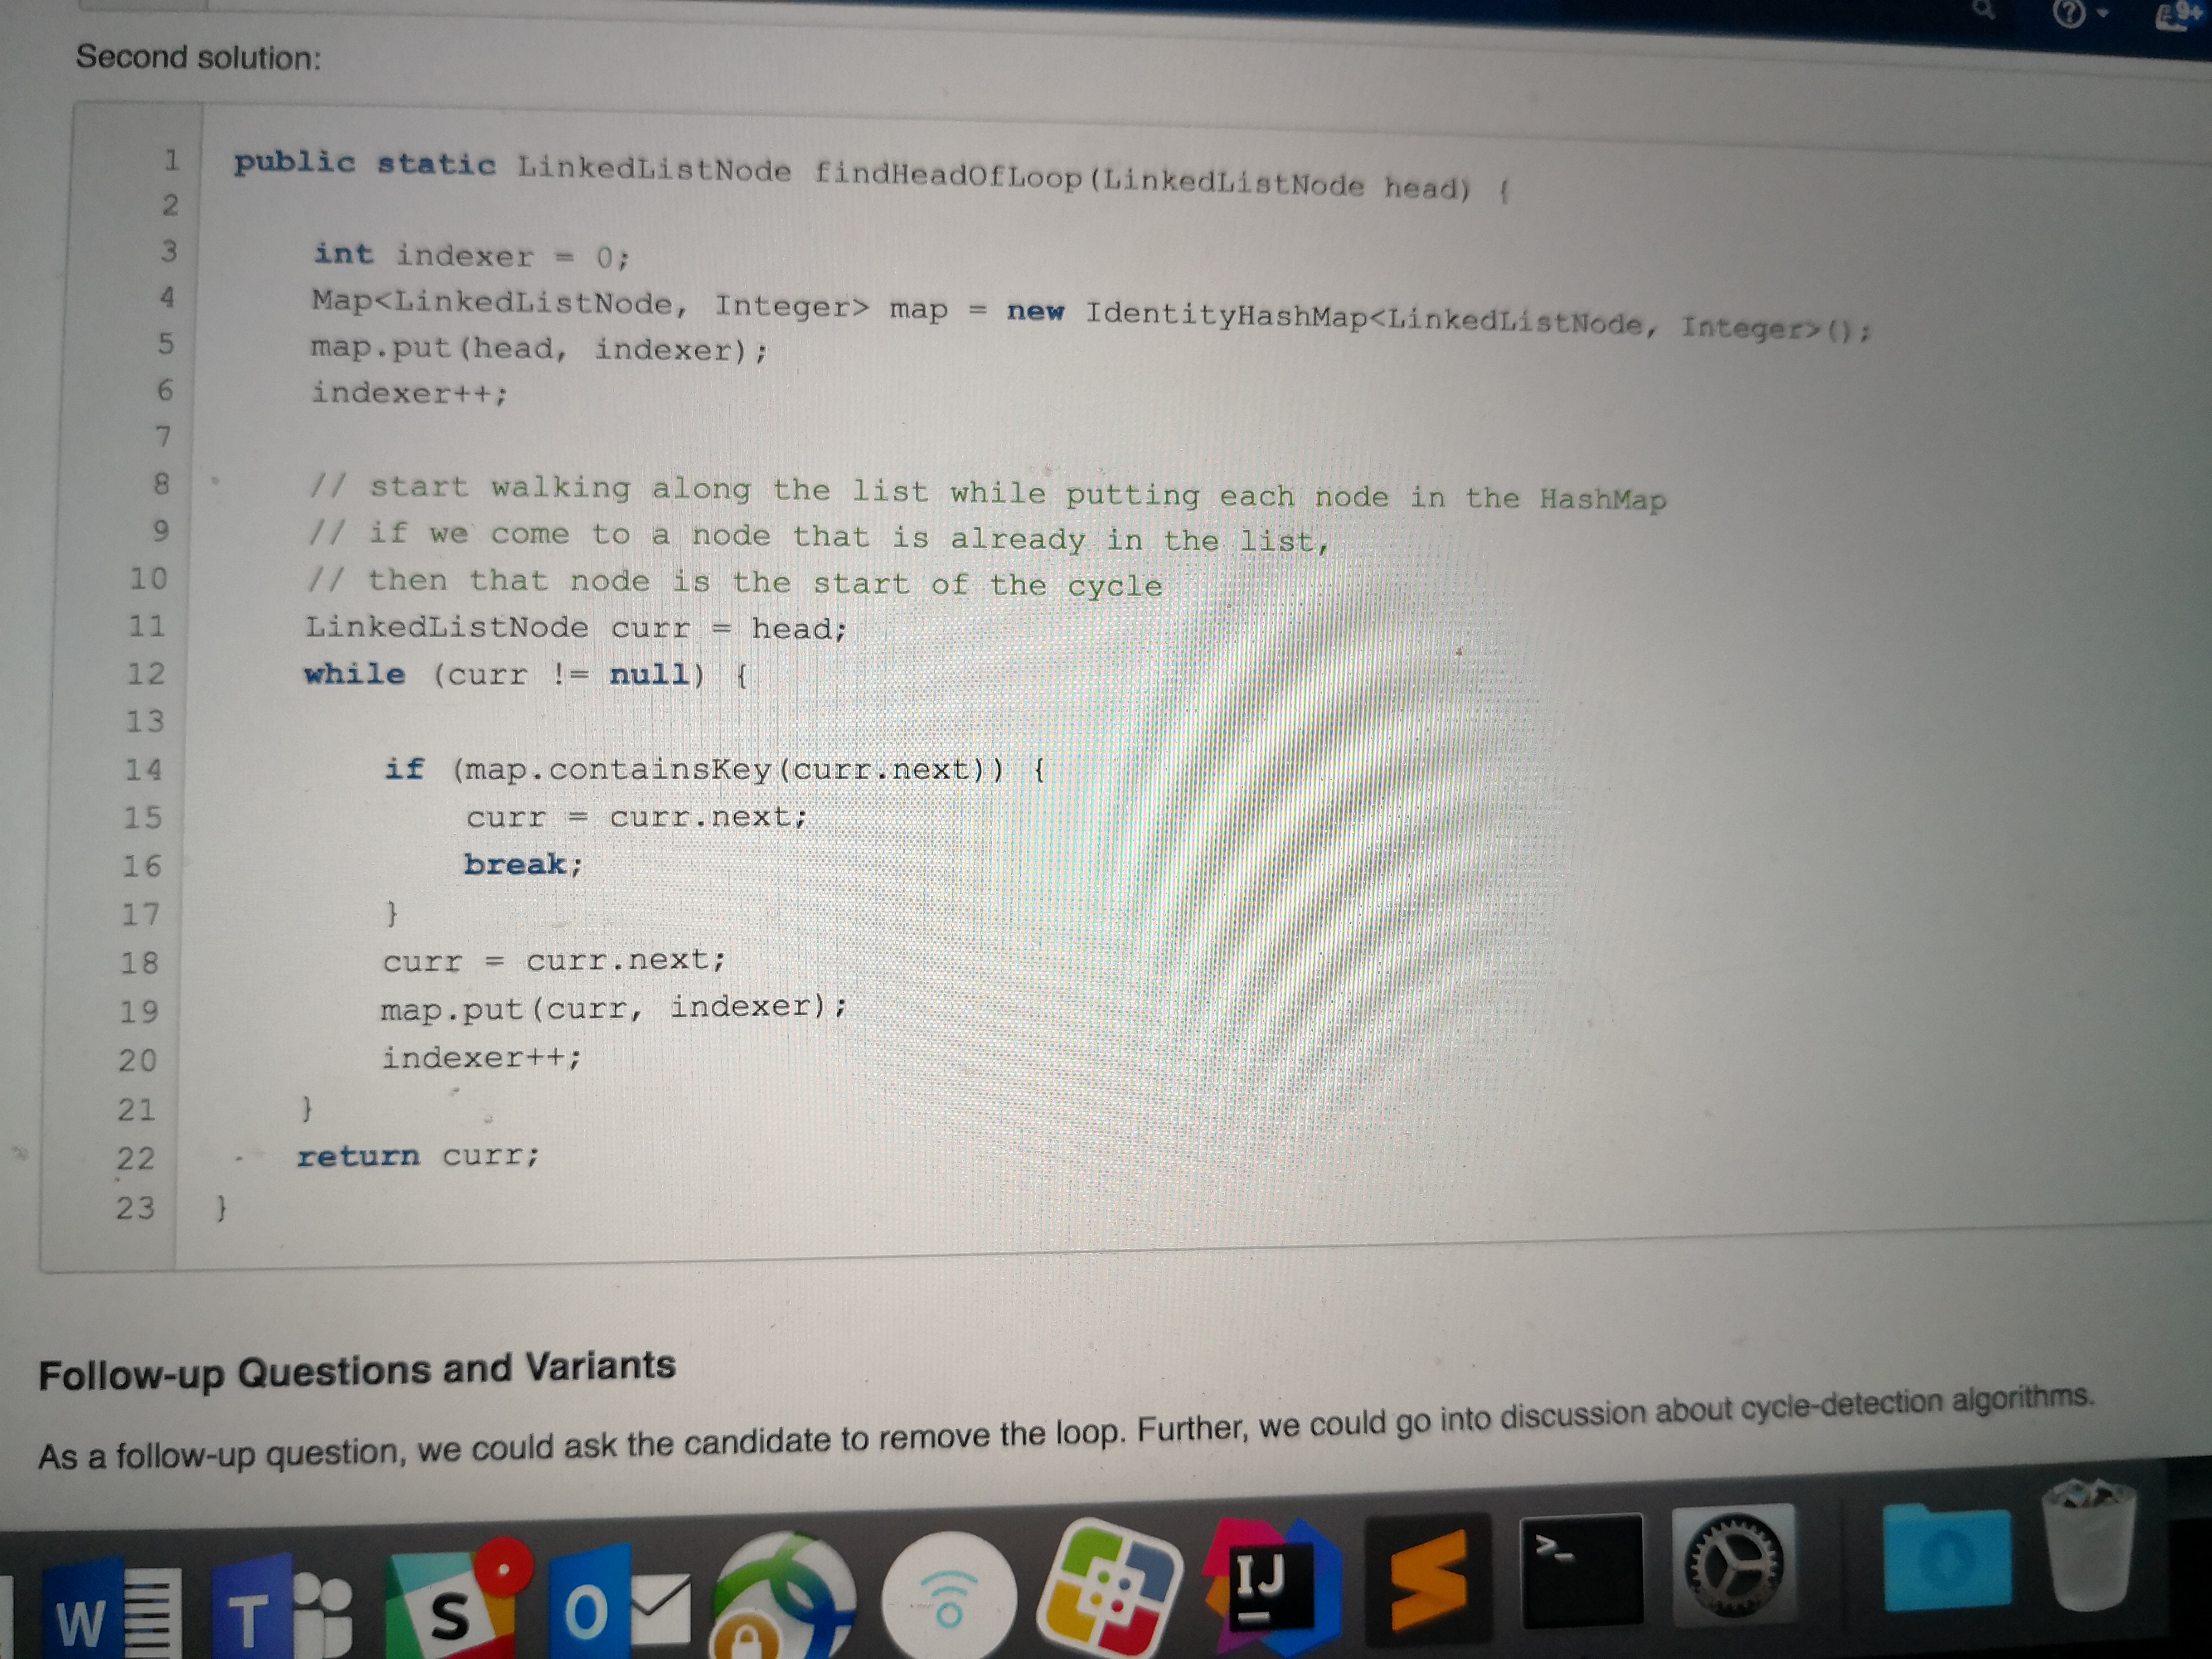 9+
Second solution:
1 public static LinkedListNode findHeadOfLoop(LinkedListNode head) {
2
3 int indexer = 0;
4 Map<LinkedListNode, Integer> map = new IdentityHashMap<LinkedListNode, Integer>();
5 map.put(head, indexer);
6 indexer++;
7
8 // start walking along the list while putting each node in the HashMap
9 // if we come to a node that is already in the list,
10 // then that node is the start of the cycle
11 LinkedListNode curr = head;
12 while (curr != null) {
13
14 if (map.containsKey(curr.next)) {
15 curr = curr.next;
16 break;
17 }
18 curr = curr.next;
19 map.put(curr, indexer);
20 indexer++;
21 }
22 return curr;
23 }
Follow-up Questions and Variants
As a follow-up question, we could ask the candidate to remove the loop. Further, we could go into discussion about cycle-detection algorithms.
W T S O IJ >_